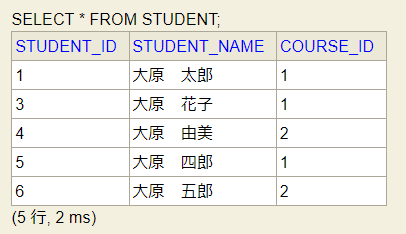 SELECT * FROM STUDENT;
STUDENT_ID STUDENT_NAME COURSE_ID
1 大原　太郎 1
3 大原　花子 1
4 大原　由美 2
5 大原　四郎 1
6 大原　五郎 2
(5 行, 2 ms)